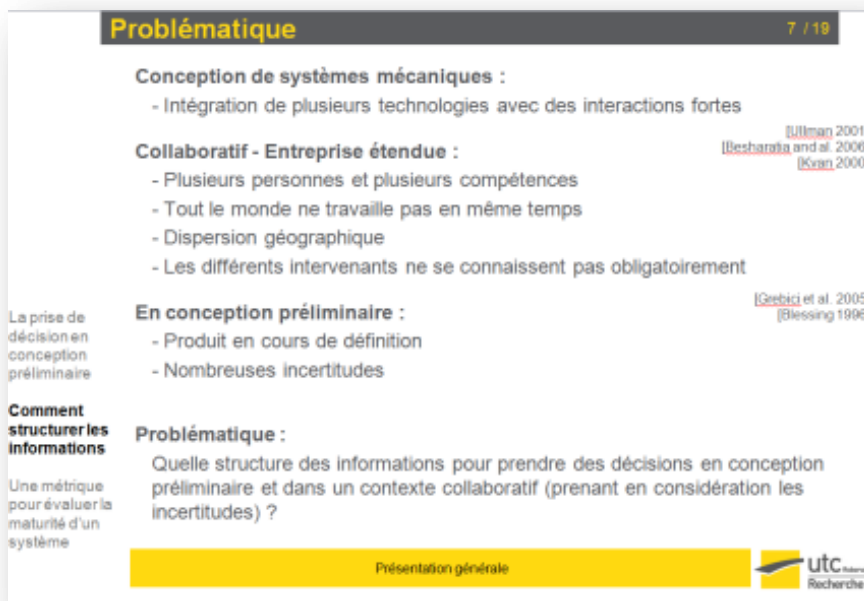 Problématique
7 / 19
Conception de systèmes mécaniques :
- Intégration de plusieurs technologies avec des interactions fortes
[Ullman 2001
[Besharatia and al. 2006
[Kvan 2000
Collaboratif - Entreprise étendue :
- Plusieurs personnes et plusieurs compétences
- Tout le monde ne travaille pas en même temps
- Dispersion géographique
- Les différents intervenants ne se connaissent pas obligatoirement
[Grebici et al. 2005
[Blessing 1996
En conception préliminaire :
- Produit en cours de définition
- Nombreuses incertitudes
Problématique :
Quelle structure des informations pour prendre des décisions en conception
préliminaire et dans un contexte collaboratif (prenant en considération les
incertitudes) ?
La prise de
décision en
conception
préliminaire
Comment
structurer les
informations
Une métrique
pour évaluer la
maturité d'un
système
Présentation générale
utc
Recherche